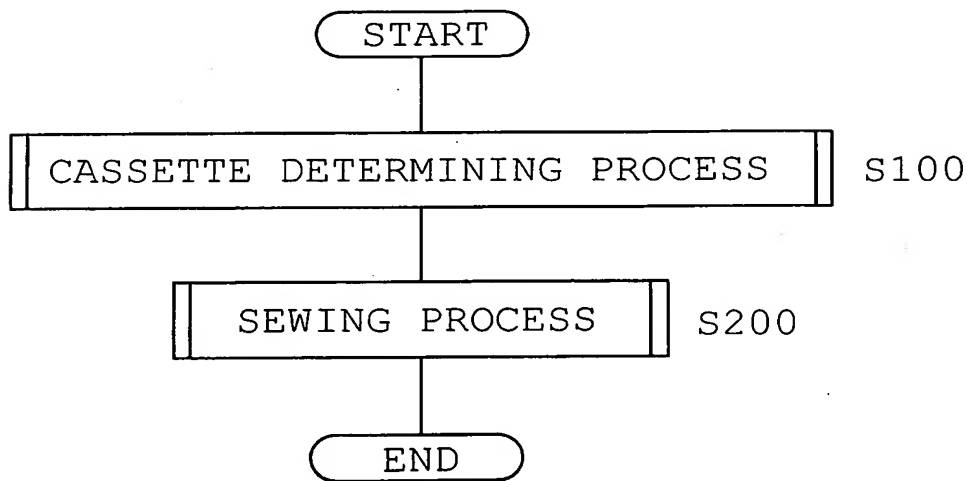 START
CASSETTE DETERMINING PROCESS S100
SEWING PROCESS S200
END